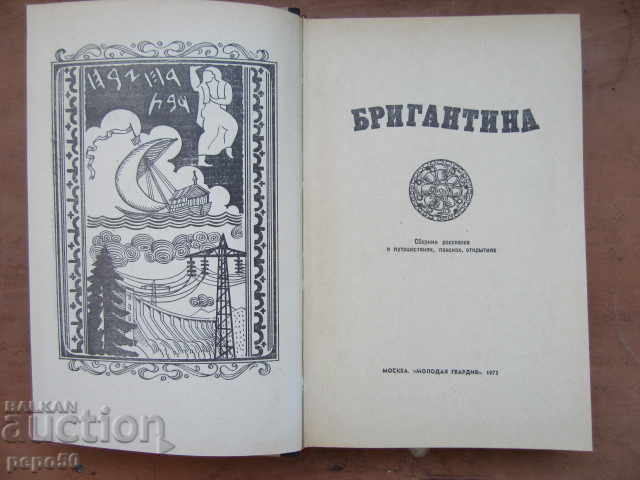 БРИГАНТИНА
Сборник рассказов
о путешествиях, поисках, открытиях
МОСКВА, «МОЛОДАЯ ГВАРДИЯ», 1973
BALKAN
auction
pepo50